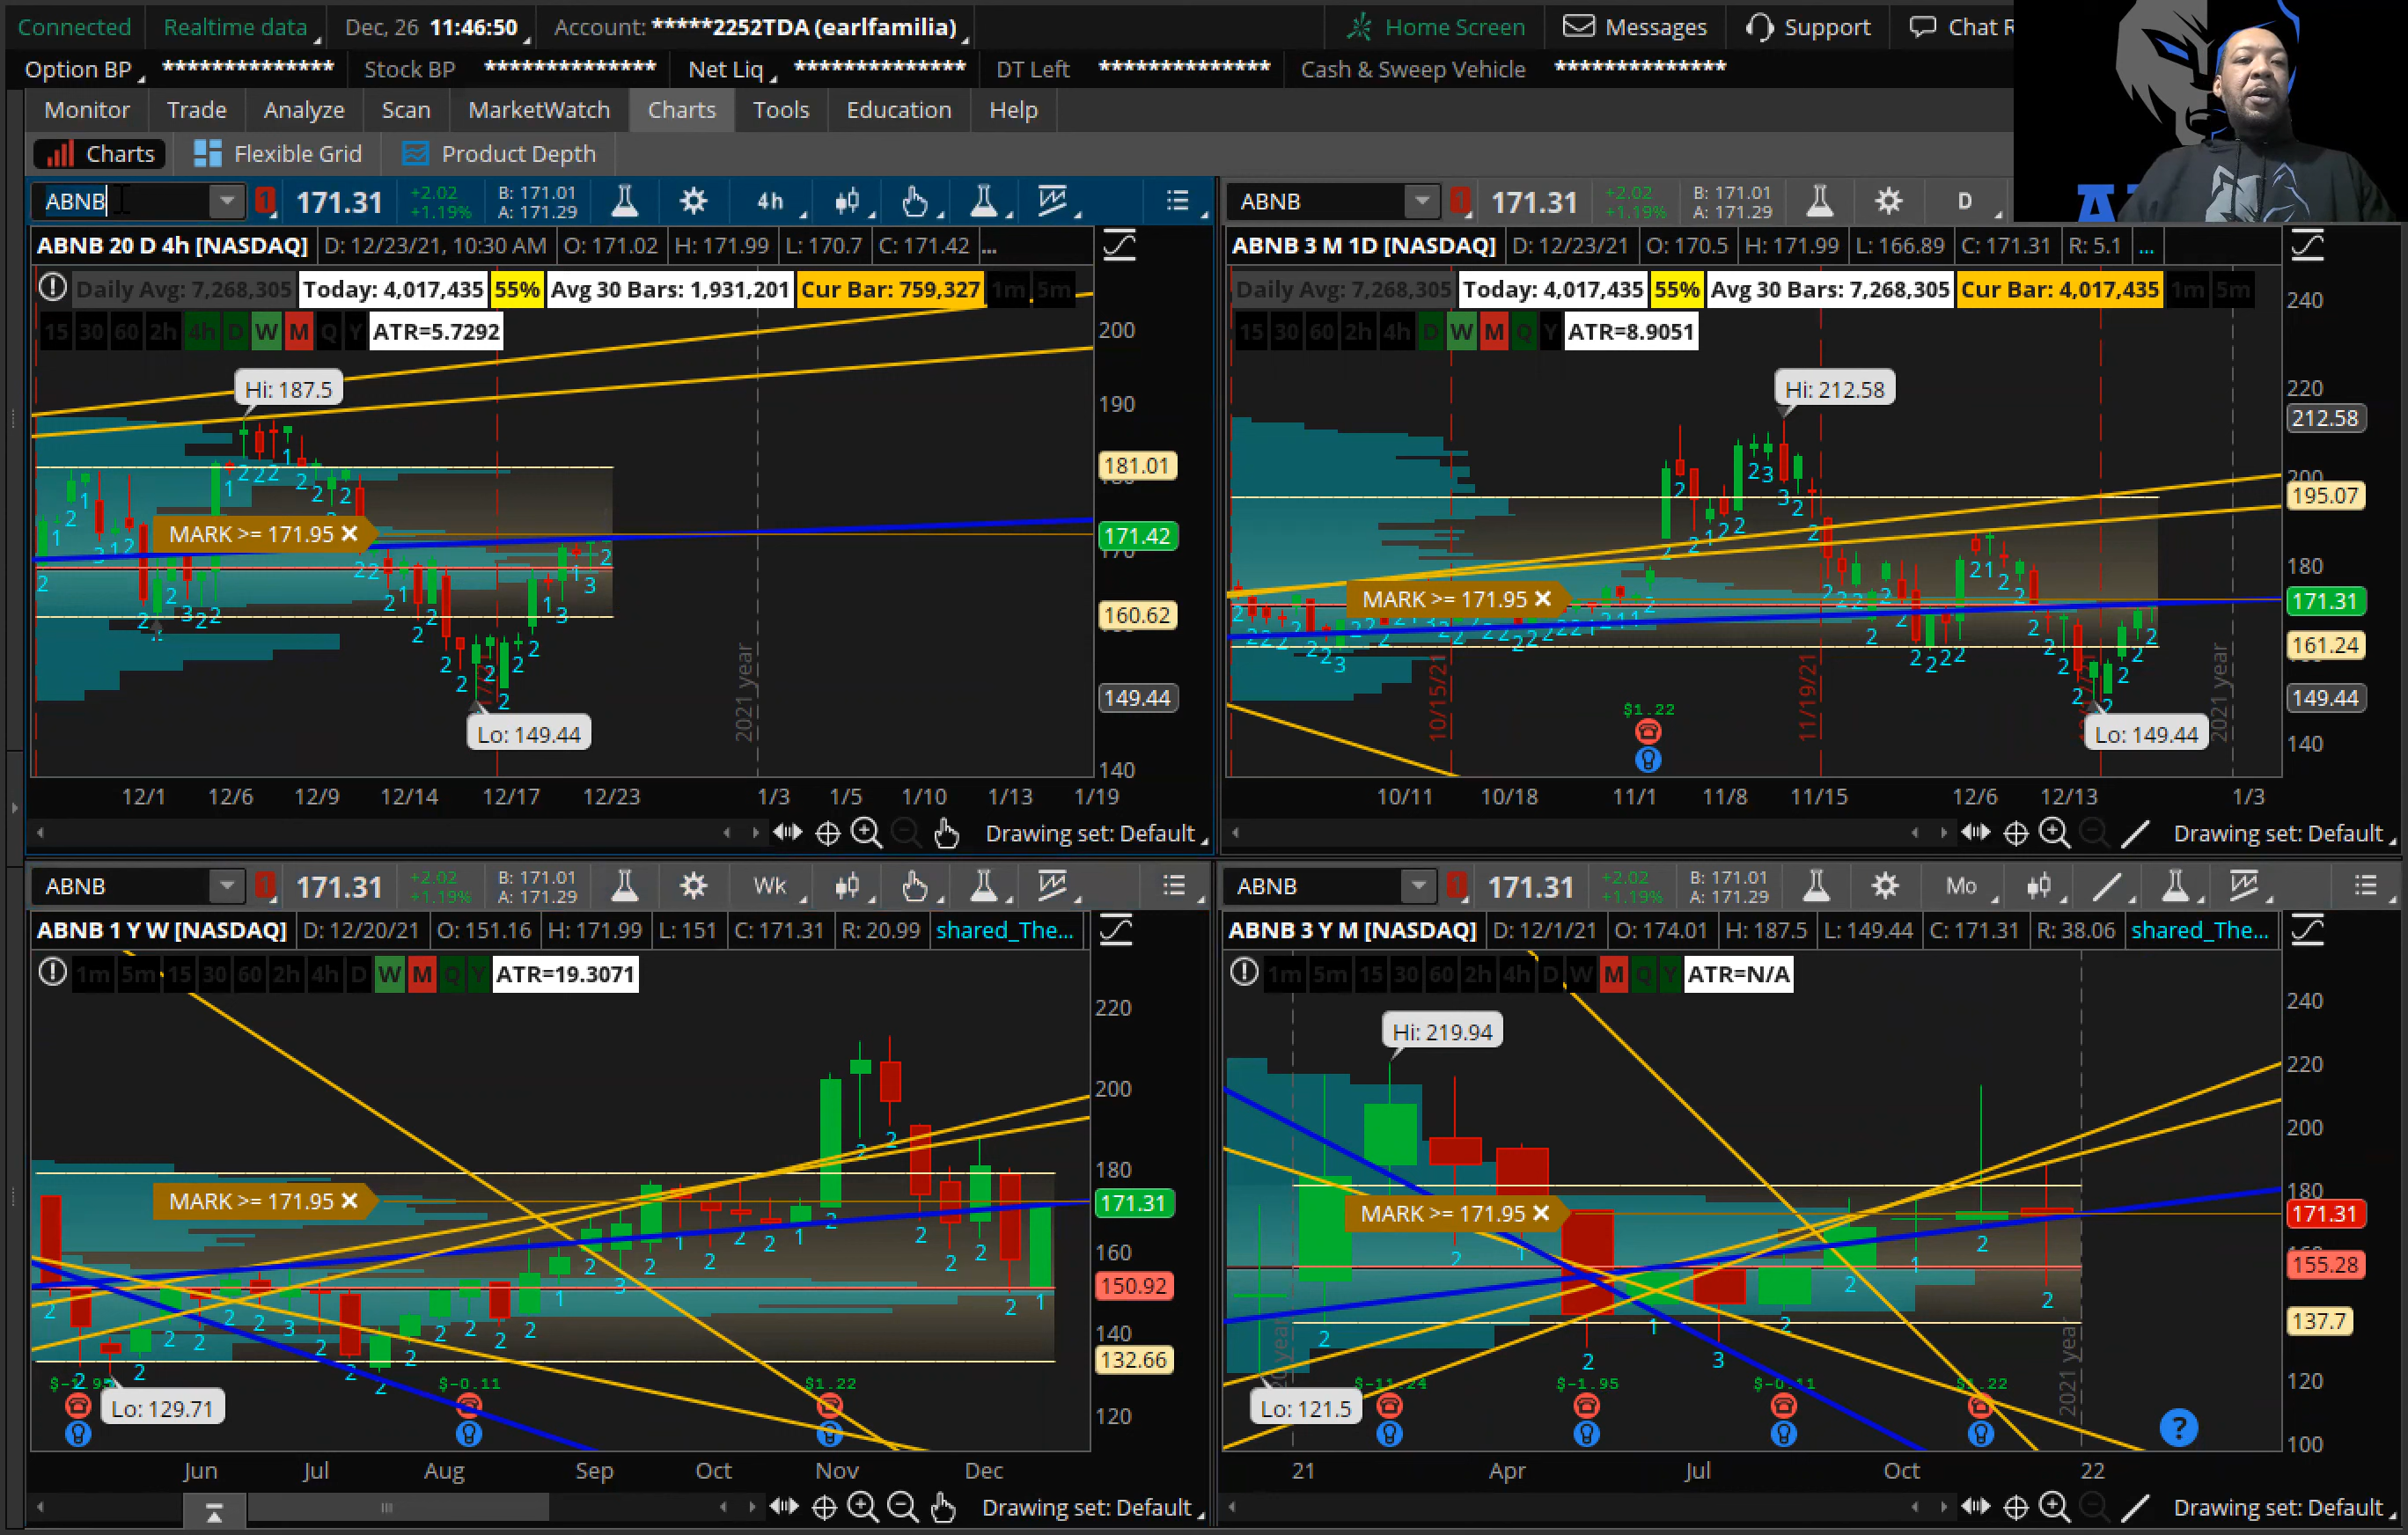 Connected Realtime data Dec, 26 11:46:50 Account: *****2252TDA (earlfamilia) Home Screen Messages Support Chat R
Option BP ************** Stock BP ************** Net Liq ************** DT Left ************** Cash & Sweep Vehicle **************
Monitor Trade Analyze Scan MarketWatch Charts Tools Education Help
Charts Flexible Grid Product Depth
ABNB 1 171.31 +2.02 +1.19% B: 171.01 A: 171.29 4h
ABNB 20 D 4h [NASDAQ] D: 12/23/21, 10:30 AM O: 171.02 H: 171.99 L: 170.7 C: 171.42 ...
Daily Avg: 7,268,305 Today: 4,017,435 55% Avg 30 Bars: 1,931,201 Cur Bar: 759,327 1m 5m
15 30 60 2h 4h D W M Q Y ATR=5.7292
Hi: 187.5
MARK >= 171.95
Lo: 149.44
2021 year
200
190
181.01
171.42
160.62
149.44
140
12/1 12/6 12/9 12/14 12/17 12/23 1/3 1/5 1/10 1/13 1/19
Drawing set: Default
ABNB 1 171.31 +2.02 +1.19% B: 171.01 A: 171.29 D
ABNB 3 M 1D [NASDAQ] D: 12/23/21 O: 170.5 H: 171.99 L: 166.89 C: 171.31 R: 5.1 ...
Daily Avg: 7,268,305 Today: 4,017,435 55% Avg 30 Bars: 7,268,305 Cur Bar: 4,017,435 1m 5m
15 30 60 2h 4h D W M Q Y ATR=8.9051
Hi: 212.58
MARK >= 171.95
$1.22
Lo: 149.44
10/15/21
11/19/21
2021 year
240
220
212.58
200
195.07
180
171.31
161.24
149.44
140
10/11 10/18 11/1 11/8 11/15 12/6 12/13 1/3
Drawing set: Default
ABNB 1 171.31 +2.02 +1.19% B: 171.01 A: 171.29 Wk
ABNB 1 Y W [NASDAQ] D: 12/20/21 O: 151.16 H: 171.99 L: 151 C: 171.31 R: 20.99 shared_The...
1m 5m 15 30 60 2h 4h D W M Q Y ATR=19.3071
MARK >= 171.95
$-0.11 $1.22
Lo: 129.71
220
200
180
171.31
160
150.92
140
132.66
120
Jun Jul Aug Sep Oct Nov Dec
Drawing set: Default
ABNB 1 171.31 +2.02 +1.19% B: 171.01 A: 171.29 Mo
ABNB 3 Y M [NASDAQ] D: 12/1/21 O: 174.01 H: 187.5 L: 149.44 C: 171.31 R: 38.06 shared_The...
1m 5m 15 30 60 2h 4h D W M Q Y ATR=N/A
Hi: 219.94
MARK >= 171.95
$-11.24 $-1.95 $-0.11
Lo: 121.5
2021 year
240
220
200
180
171.31
155.28
137.7
120
100
21 Apr Jul Oct 22
Drawing set: Default